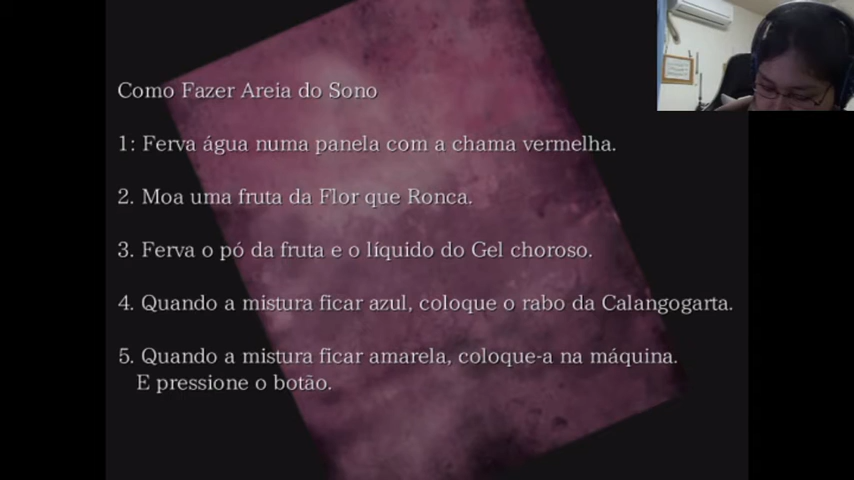 Como Fazer Areia do Sono
1: Ferva água numa panela com a chama vermelha.
2. Moa uma fruta da Flor que Ronca.
3. Ferva o pó da fruta e o líquido do Gel choroso.
4. Quando a mistura ficar azul, coloque o rabo da Calangogarta.
5. Quando a mistura ficar amarela, coloque-a na máquina.
E pressione o botão.